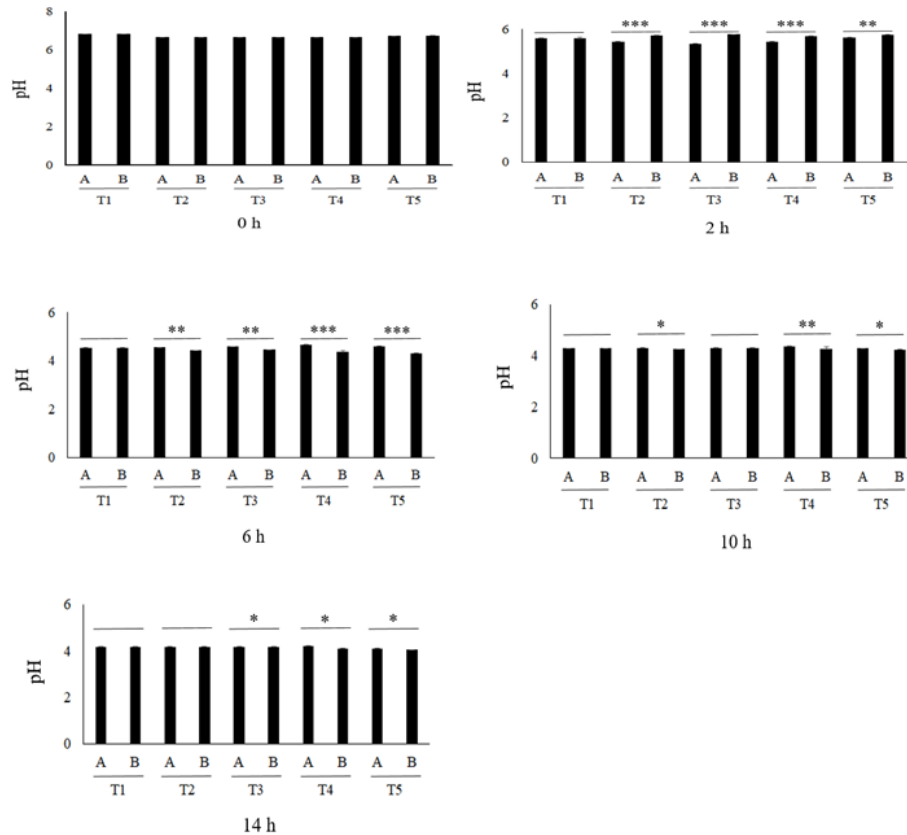 8
6
4
2
0
pH
A B A B A B A B A B
T1 T2 T3 T4 T5
0 h
*** *** *** **
6
4
2
0
pH
A B A B A B A B A B
T1 T2 T3 T4 T5
2 h
** ** *** ***
6
4
2
0
pH
A B A B A B A B A B
T1 T2 T3 T4 T5
6 h
* ** *
6
4
2
0
pH
A B A B A B A B A B
T1 T2 T3 T4 T5
10 h
* * *
6
4
2
0
pH
A B A B A B A B A B
T1 T2 T3 T4 T5
14 h